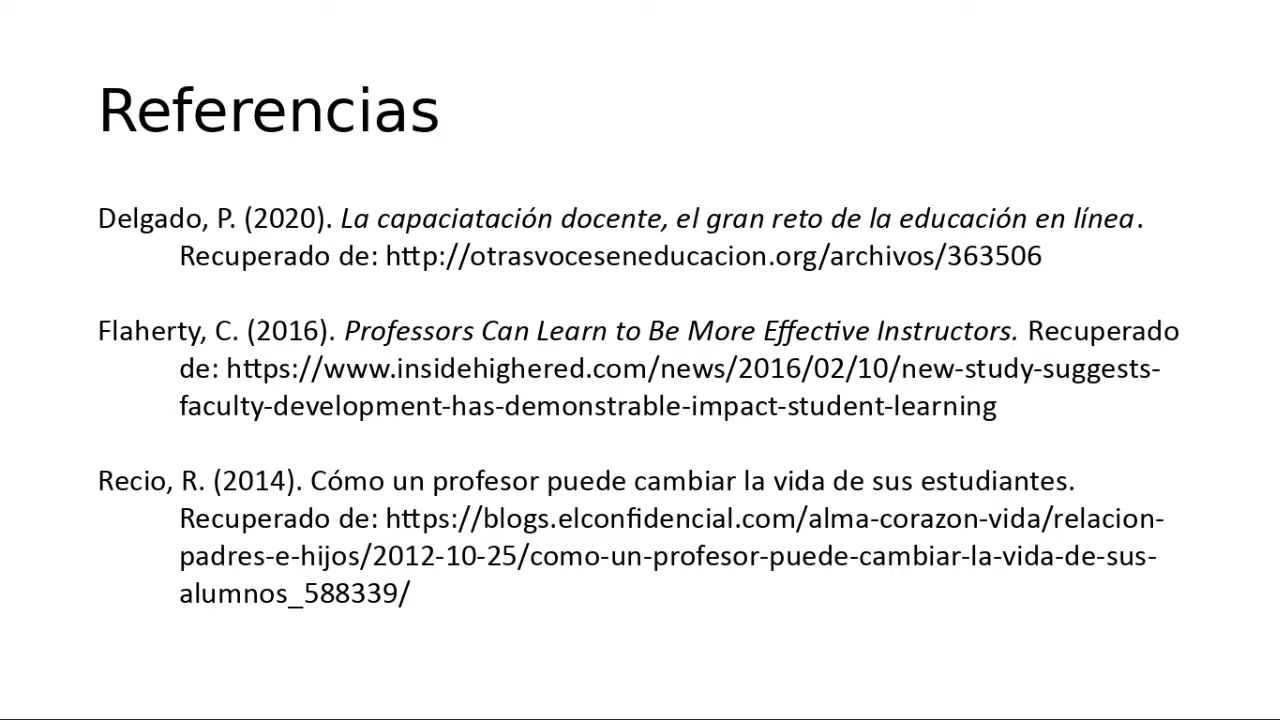 Referencias
Delgado, P. (2020). La capaciatación docente, el gran reto de la educación en línea.
Recuperado de: http://otrasvoceseneducacion.org/archivos/363506
Flaherty, C. (2016). Professors Can Learn to Be More Effective Instructors. Recuperado
de: https://www.insidehighered.com/news/2016/02/10/new-study-suggests-
faculty-development-has-demonstrable-impact-student-learning
Recio, R. (2014). Cómo un profesor puede cambiar la vida de sus estudiantes.
Recuperado de: https://blogs.elconfidencial.com/alma-corazon-vida/relacion-
padres-e-hijos/2012-10-25/como-un-profesor-puede-cambiar-la-vida-de-sus-
alumnos_588339/